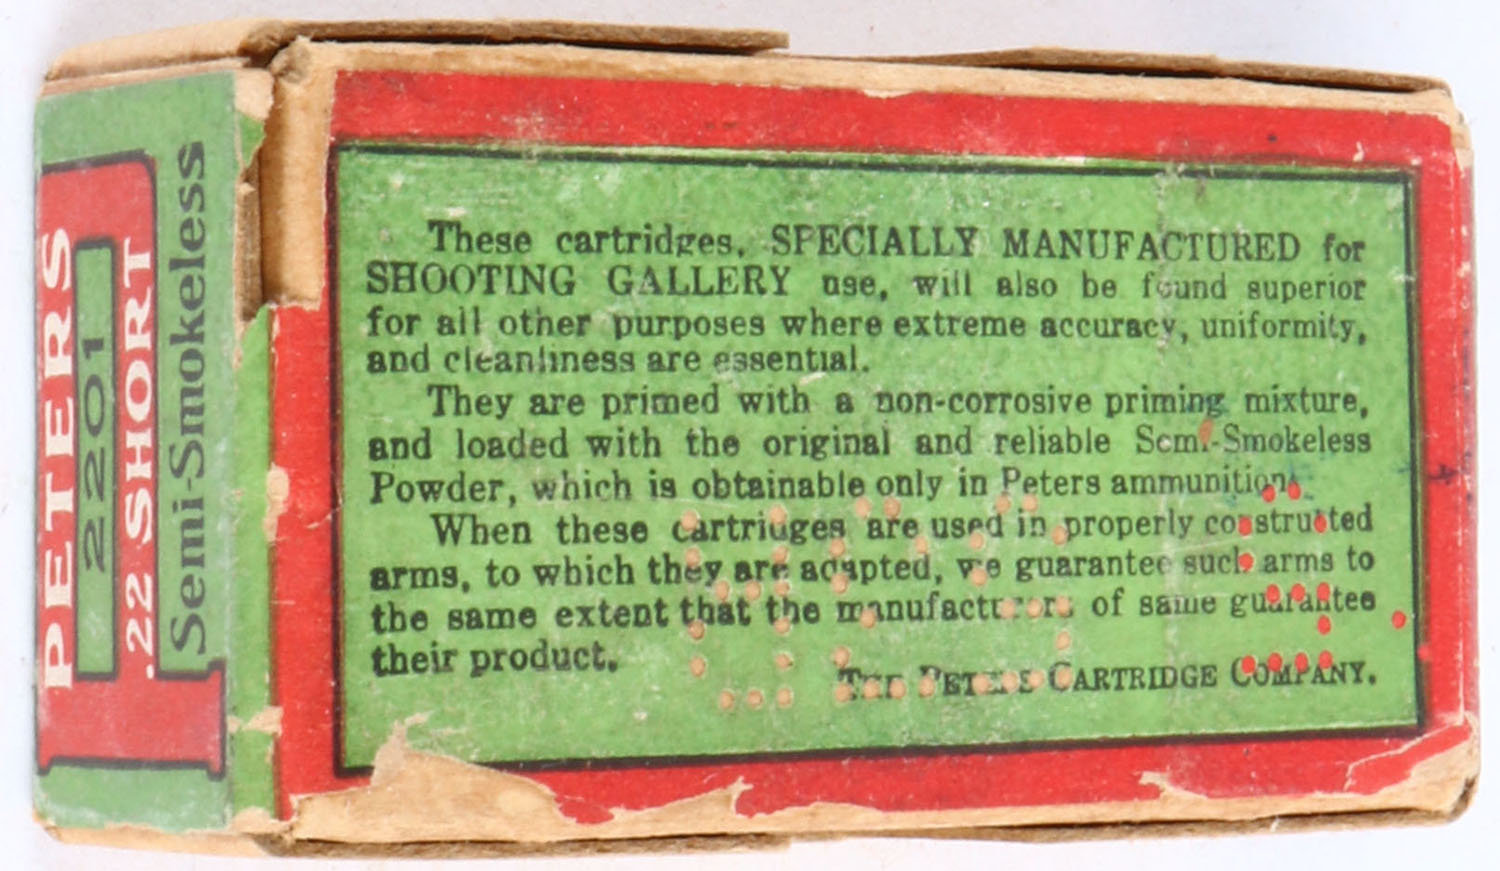 PETERS
2201
.22 SHORT
Semi-Smokeless
These cartridges, SPECIALLY MANUFACTURED for
SHOOTING GALLERY use, will also be found superior
for all other purposes where extreme accuracy, uniformity,
and cleanliness are essential.
They are primed with a non-corrosive priming mixture,
and loaded with the original and reliable Semi-Smokeless
Powder, which is obtainable only in Peters ammunition.
When these cartridges are used in properly constructed
arms, to which they are adapted, we guarantee such arms to
the same extent that the manufacturers of same guarantee
their product.
THE PETERS CARTRIDGE COMPANY.